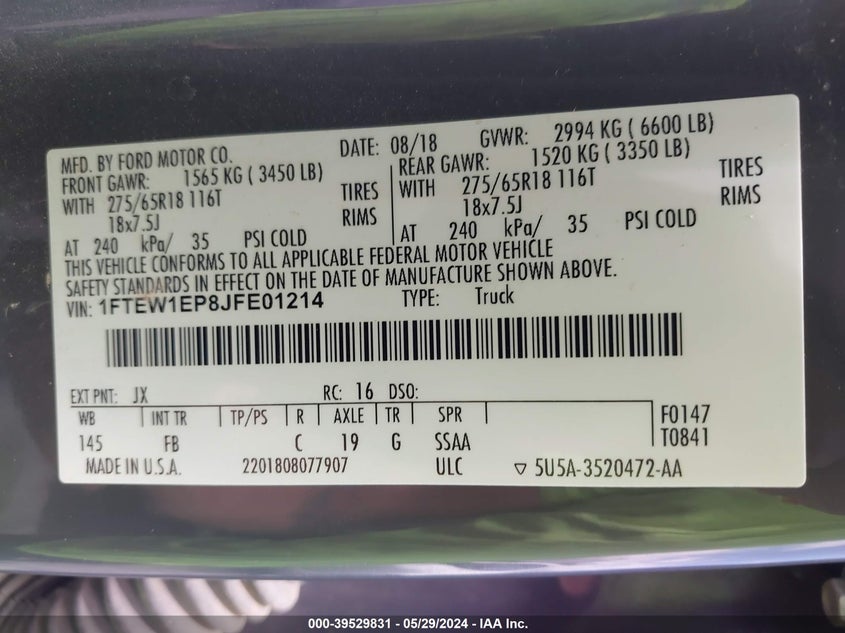 MFD. BY FORD MOTOR CO. DATE: 08/18 GVWR: 2994 KG ( 6600 LB)
FRONT GAWR: 1565 KG ( 3450 LB) REAR GAWR: 1520 KG ( 3350 LB)
WITH 275/65R18 116T TIRES WITH 275/65R18 116T TIRES
18x7.5J RIMS 18x7.5J RIMS
AT 240 kPa/ 35 PSI COLD AT 240 kPa/ 35 PSI COLD
THIS VEHICLE CONFORMS TO ALL APPLICABLE FEDERAL MOTOR VEHICLE
SAFETY STANDARDS IN EFFECT ON THE DATE OF MANUFACTURE SHOWN ABOVE.
VIN: 1FTEW1EP8JFE01214 TYPE: Truck
EXT PNT: JX RC: 16 DSO:
WB INT TR TP/PS R AXLE TR SPR F0147
145 FB C 19 G SSAA T0841
MADE IN U.S.A. 2201808077907 ULC ▽ 5U5A-3520472-AA
000-39529831 - 05/29/2024 - IAA Inc.